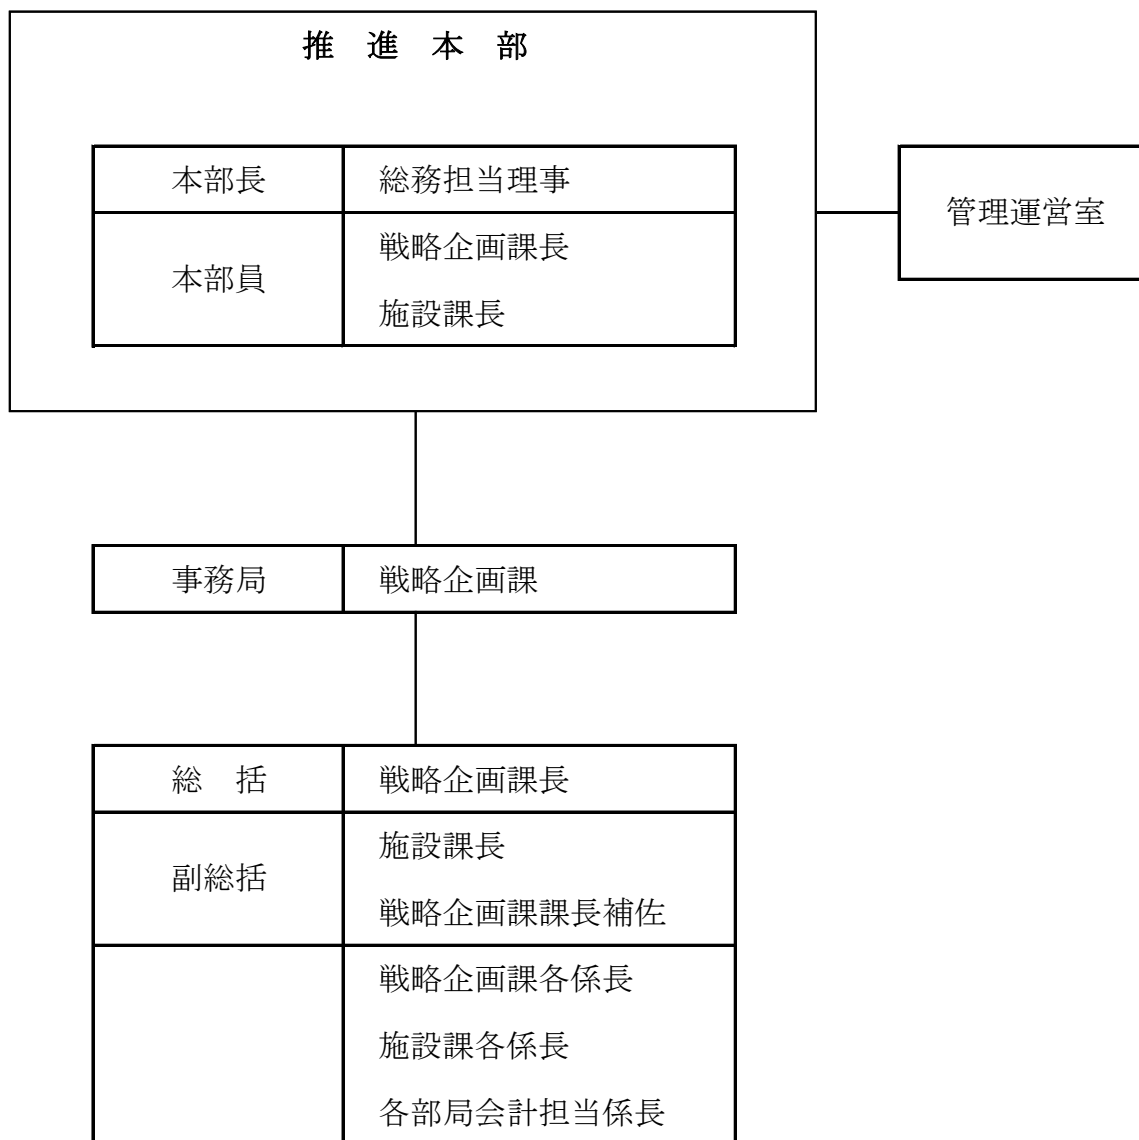 推 進 本 部
本部長 総務担当理事
本部員 戦略企画課長
施設課長
管理運営室
事務局 戦略企画課
総 括 戦略企画課長
副総括 施設課長
戦略企画課課長補佐
戦略企画課各係長
施設課各係長
各部局会計担当係長